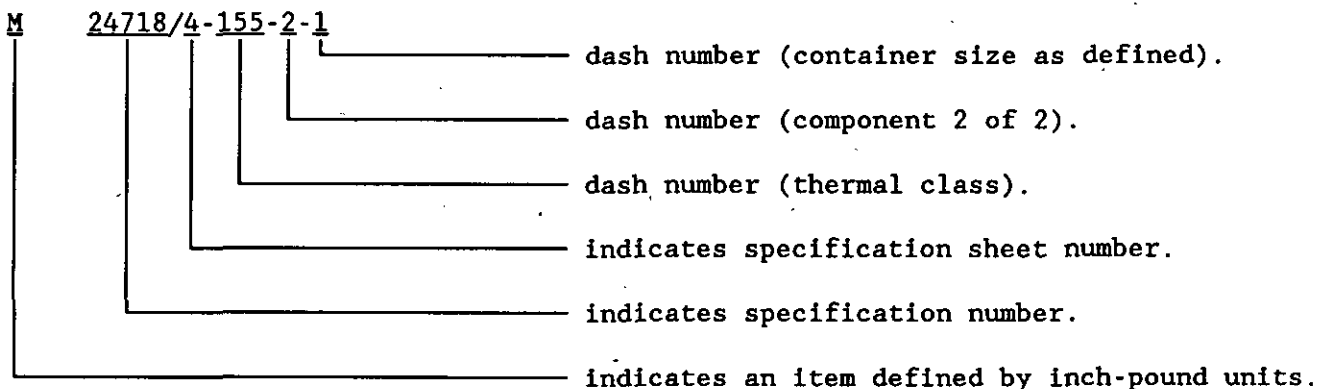 M 24718/4-155-2-1
dash number (container size as defined).
dash number (component 2 of 2).
dash number (thermal class).
indicates specification sheet number.
indicates specification number.
indicates an item defined by inch-pound units.